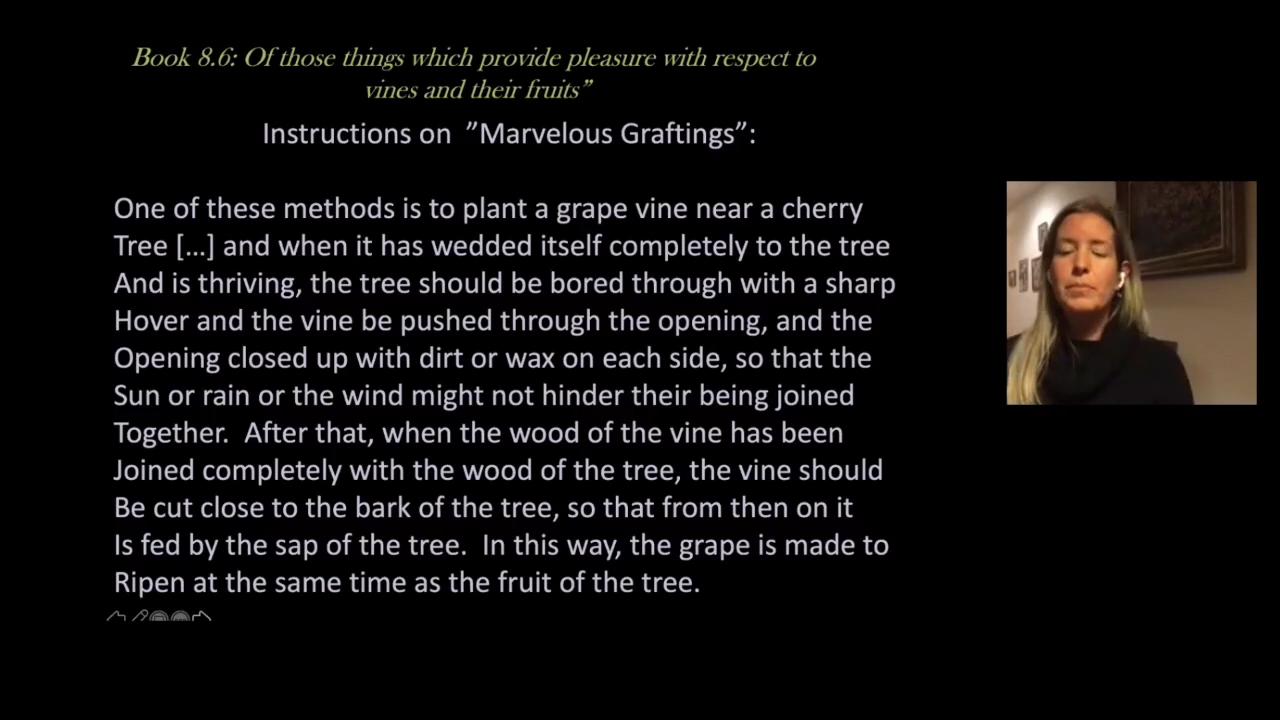 Book 8.6: Of those things which provide pleasure with respect to
vines and their fruits”
Instructions on ”Marvelous Graftings”:
One of these methods is to plant a grape vine near a cherry
Tree […] and when it has wedded itself completely to the tree
And is thriving, the tree should be bored through with a sharp
Hover and the vine be pushed through the opening, and the
Opening closed up with dirt or wax on each side, so that the
Sun or rain or the wind might not hinder their being joined
Together.  After that, when the wood of the vine has been
Joined completely with the wood of the tree, the vine should
Be cut close to the bark of the tree, so that from then on it
Is fed by the sap of the tree.  In this way, the grape is made to
Ripen at the same time as the fruit of the tree.